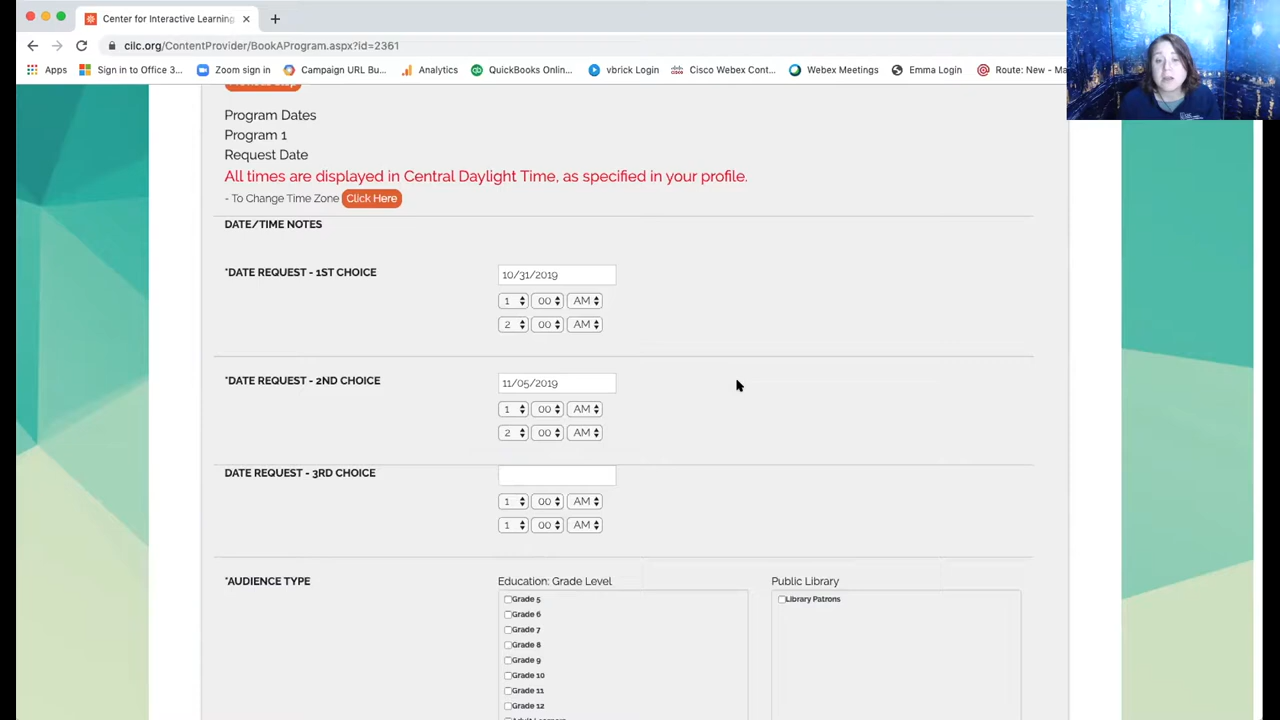 Center for Interactive Learning
cilc.org/ContentProvider/BookAProgram.aspx?id=2361
Apps
Sign in to Office 3...
Zoom sign in
Campaign URL Bu...
Analytics
QuickBooks Onlin...
vbrick Login
Cisco Webex Cont...
Webex Meetings
Emma Login
Route: New - Ma
Program Dates
Program 1
Request Date
All times are displayed in Central Daylight Time, as specified in your profile.
- To Change Time Zone Click Here
DATE/TIME NOTES
*DATE REQUEST - 1ST CHOICE 10/31/2019
1 00 AM
2 00 AM
*DATE REQUEST - 2ND CHOICE 11/05/2019
1 00 AM
2 00 AM
DATE REQUEST - 3RD CHOICE
1 00 AM
1 00 AM
*AUDIENCE TYPE Education: Grade Level Public Library
Grade 5 Library Patrons
Grade 6
Grade 7
Grade 8
Grade 9
Grade 10
Grade 11
Grade 12